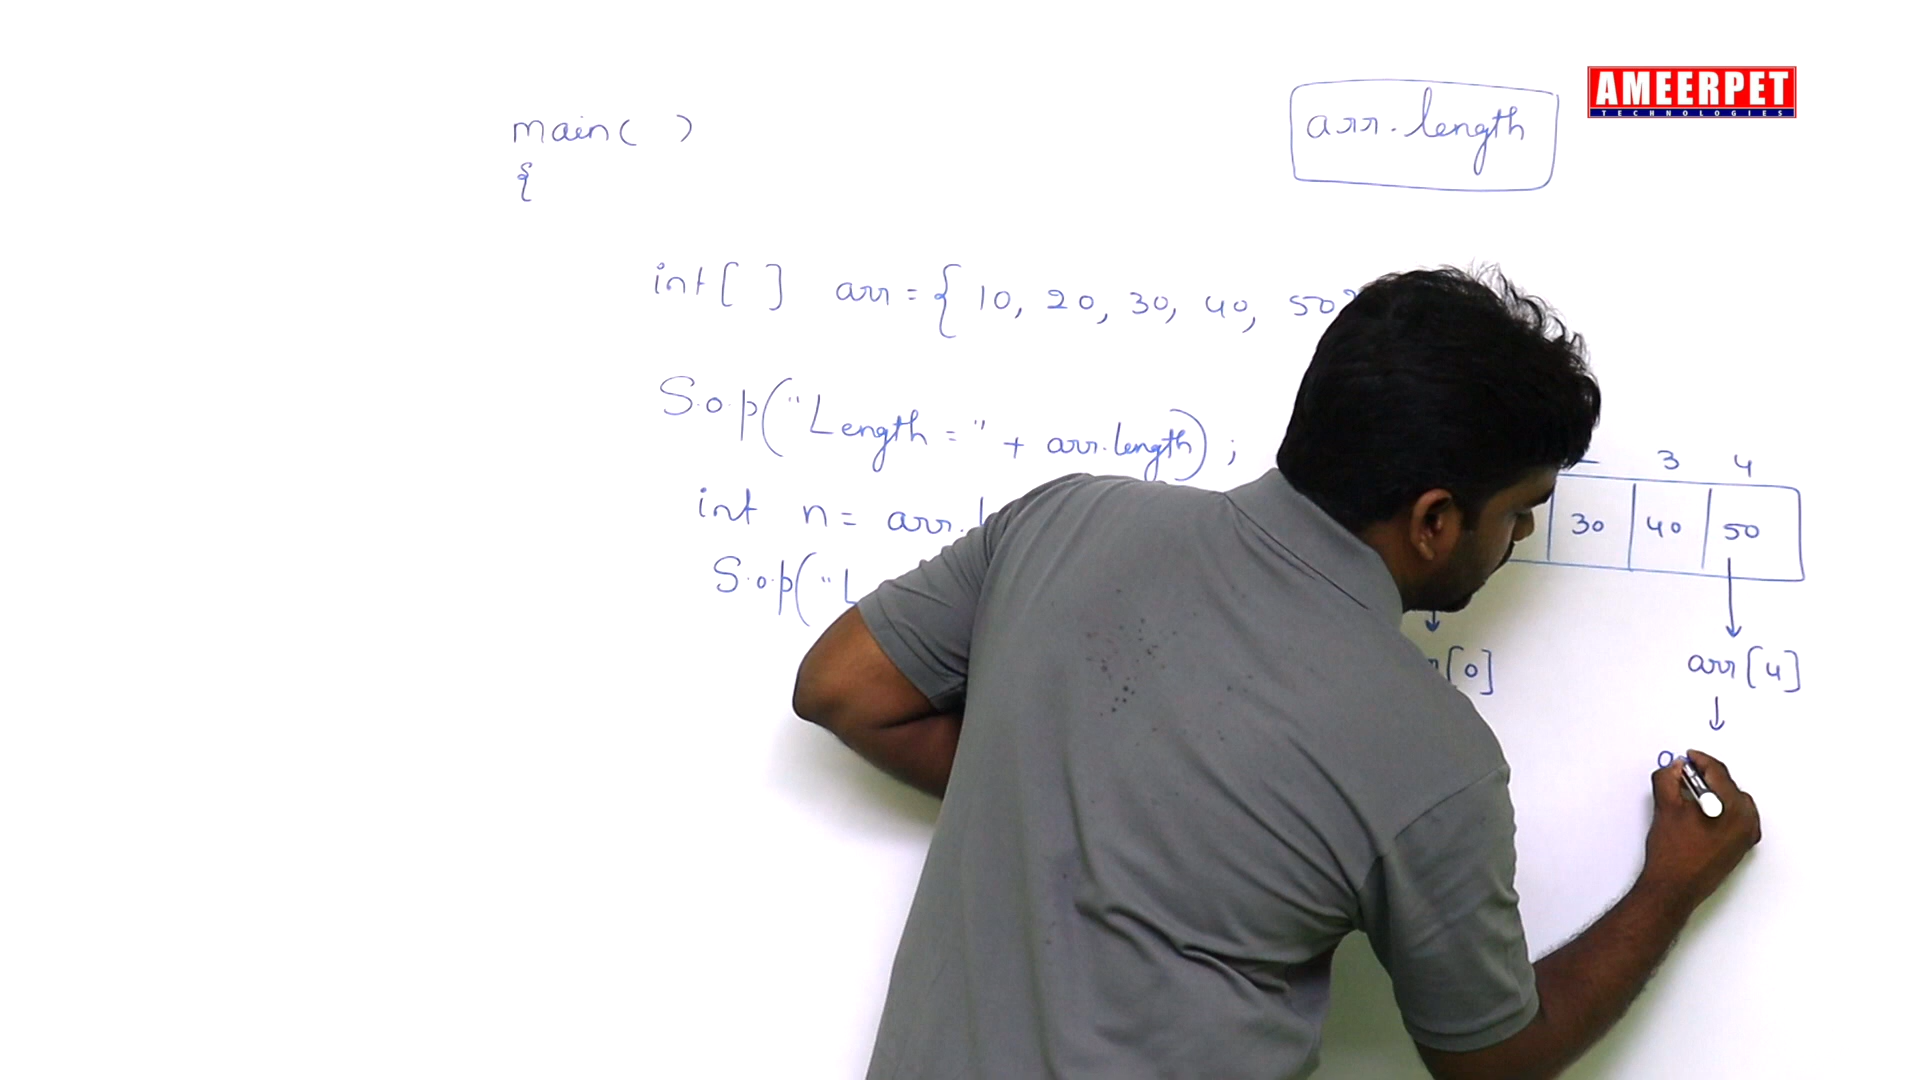 AMEERPET
TECHNOLOGIES
arr.length
main( )
{
int[ ] arr = { 10, 20, 30, 40, 50
S.o.p("Length = " + arr.length);
int n = arr.
S.o.p("L
3 4
30 40 50
[0]
arr[4]